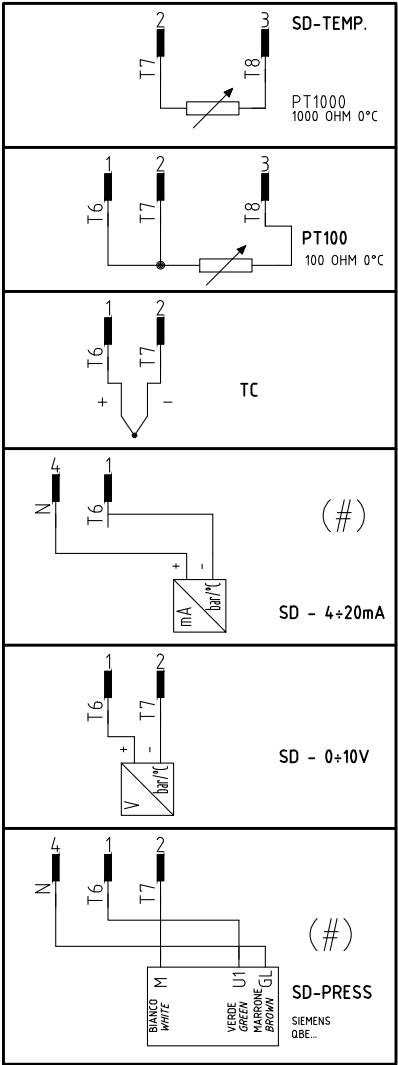 2 3 SD-TEMP.
T7 T8
PT1000
1000 OHM 0°C
1 2 3
T6 T7 T8
PT100
100 OHM 0°C
1 2
T6 T7
+ -
TC
4 1
N T6
(#)
+ -
mA bar/°C
SD - 4÷20mA
1 2
T6 T7
+ -
V bar/°C
SD - 0÷10V
4 1 2
N T6 T7
(#)
M U1 GL
BIANCO
WHITE
VERDE
GREEN
MARRONE
BROWN
SD-PRESS
SIEMENS
QBE...